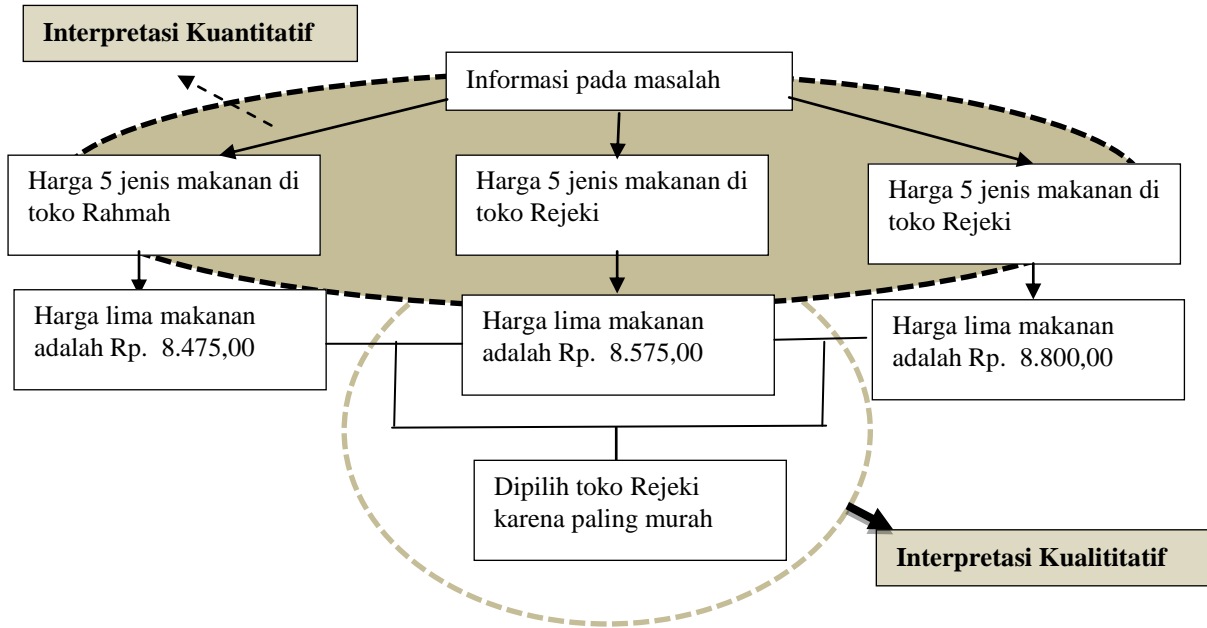 Interpretasi Kuantitatif
Informasi pada masalah
Harga 5 jenis makanan di
toko Rahmah
Harga 5 jenis makanan di
toko Rejeki
Harga 5 jenis makanan di
toko Rejeki
Harga lima makanan
adalah Rp. 8.475,00
Harga lima makanan
adalah Rp. 8.575,00
Harga lima makanan
adalah Rp. 8.800,00
Dipilih toko Rejeki
karena paling murah
Interpretasi Kualititatif